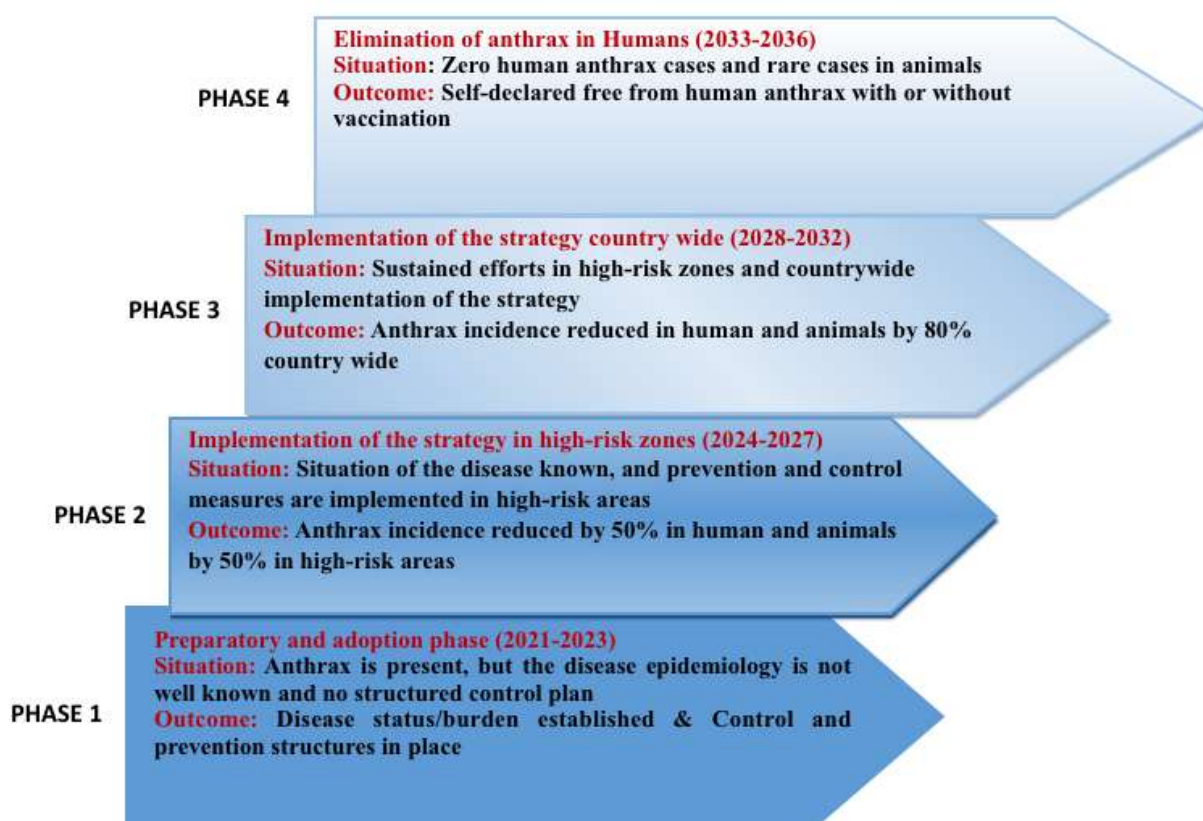 PHASE 4
Elimination of anthrax in Humans (2033-2036)
Situation: Zero human anthrax cases and rare cases in animals
Outcome: Self-declared free from human anthrax with or without
vaccination
PHASE 3
Implementation of the strategy country wide (2028-2032)
Situation: Sustained efforts in high-risk zones and countrywide
implementation of the strategy
Outcome: Anthrax incidence reduced in human and animals by 80%
country wide
PHASE 2
Implementation of the strategy in high-risk zones (2024-2027)
Situation: Situation of the disease known, and prevention and control
measures are implemented in high-risk areas
Outcome: Anthrax incidence reduced by 50% in human and animals
by 50% in high-risk areas
PHASE 1
Preparatory and adoption phase (2021-2023)
Situation: Anthrax is present, but the disease epidemiology is not
well known and no structured control plan
Outcome: Disease status/burden established & Control and
prevention structures in place